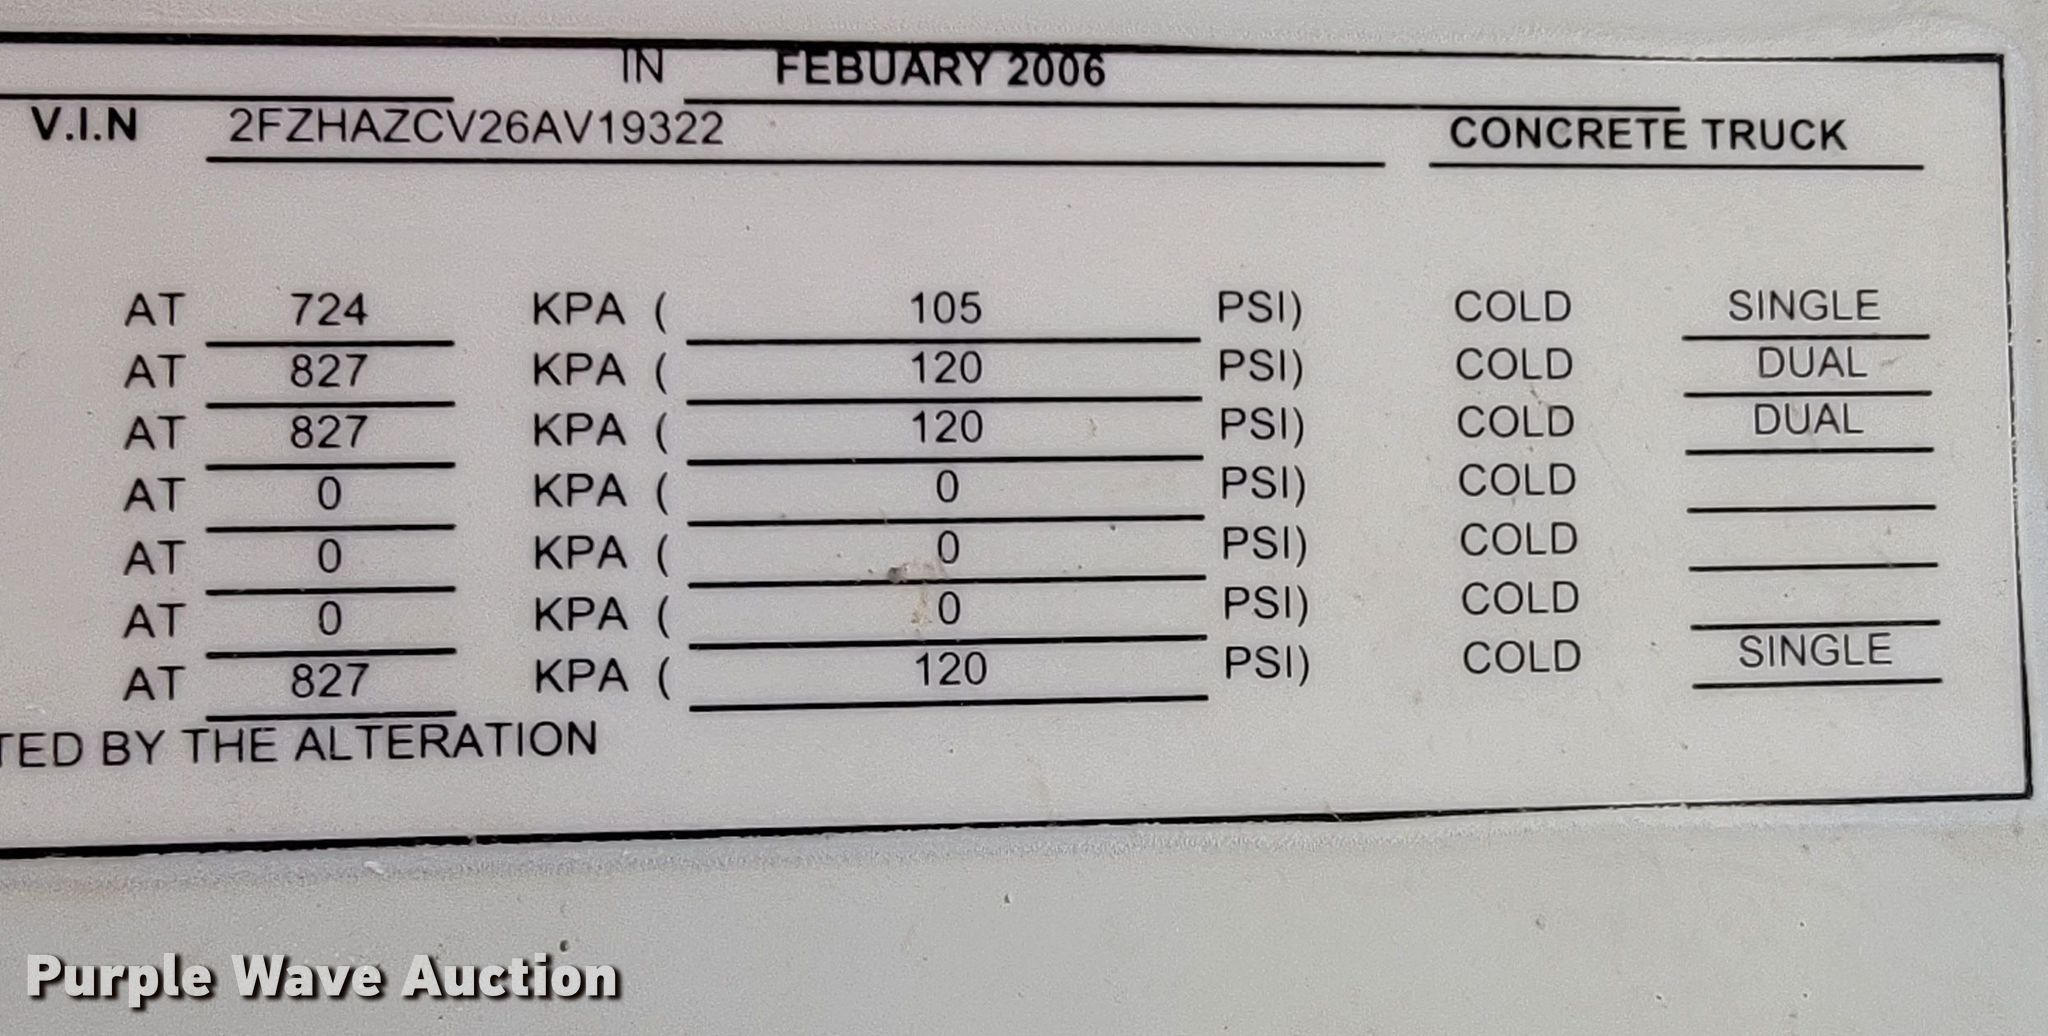 IN FEBUARY 2006
V.I.N 2FZHAZCV26AV19322 CONCRETE TRUCK
AT 724 KPA ( 105 PSI) COLD SINGLE
AT 827 KPA ( 120 PSI) COLD DUAL
AT 827 KPA ( 120 PSI) COLD DUAL
AT 0 KPA ( 0 PSI) COLD
AT 0 KPA ( 0 PSI) COLD
AT 0 KPA ( 0 PSI) COLD
AT 827 KPA ( 120 PSI) COLD SINGLE
TED BY THE ALTERATION
Purple Wave Auction